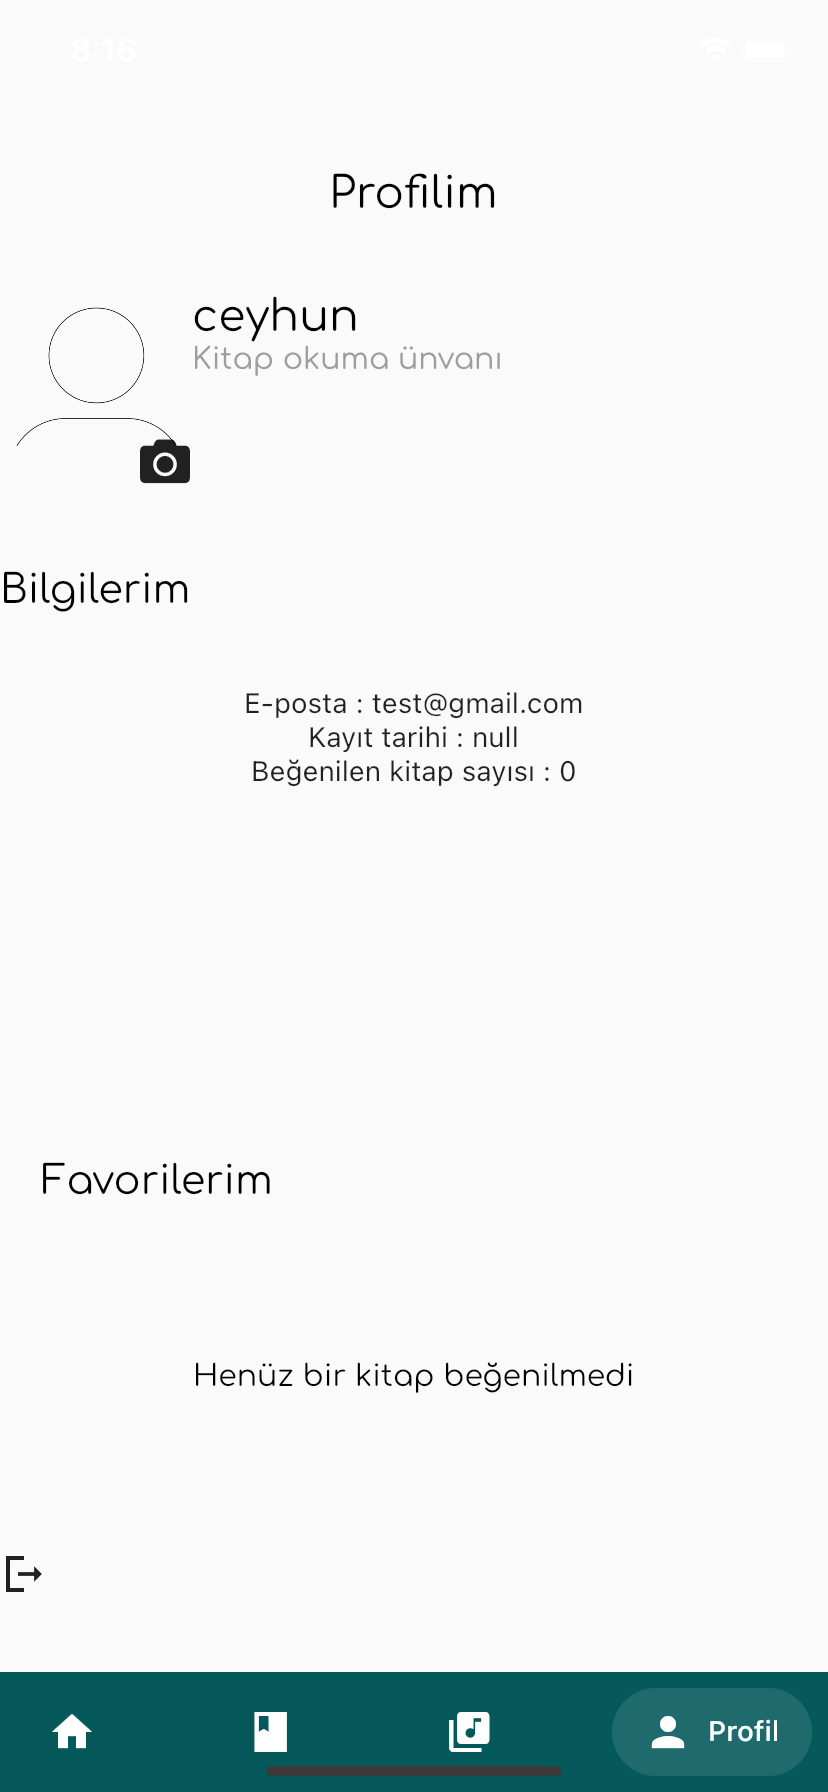 8:16
Profilim
ceyhun
Kitap okuma ünvanı
Bilgilerim
E-posta : test@gmail.com
Kayıt tarihi : null
Beğenilen kitap sayısı : 0
Favorilerim
Henüz bir kitap beğenilmedi
Profil